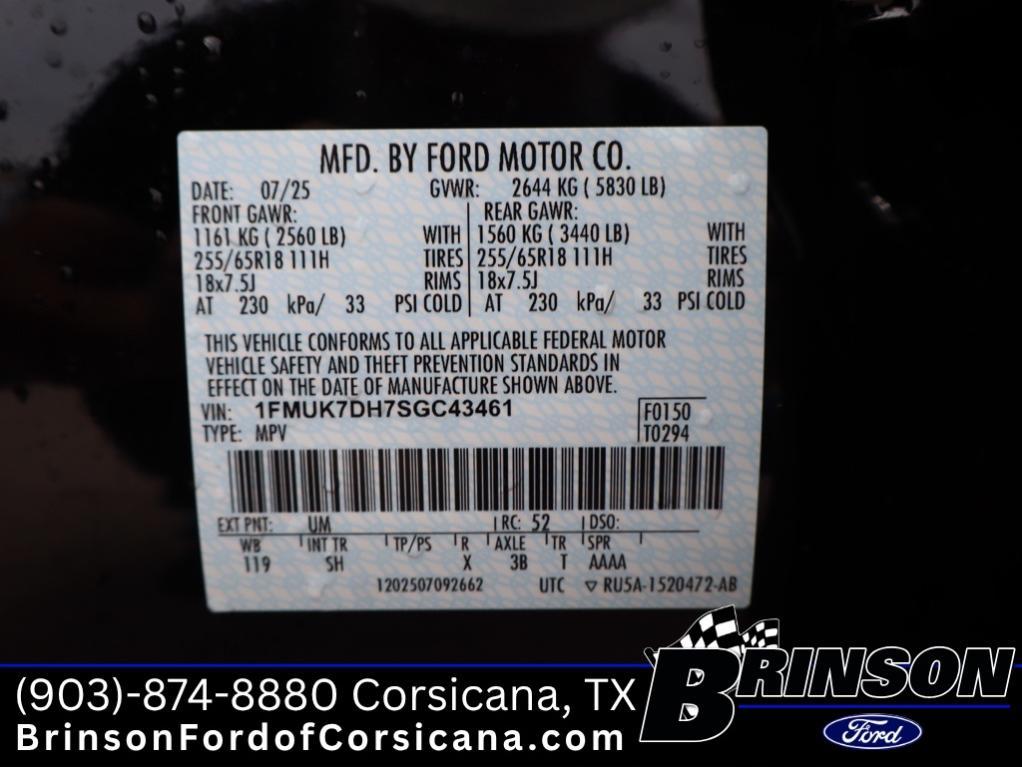 MFD. BY FORD MOTOR CO.
DATE: 07/25 GVWR: 2644 KG ( 5830 LB)
FRONT GAWR: REAR GAWR:
1161 KG ( 2560 LB) WITH 1560 KG ( 3440 LB) WITH
255/65R18 111H TIRES 255/65R18 111H TIRES
18x7.5J RIMS 18x7.5J RIMS
AT 230 kPa/ 33 PSI COLD AT 230 kPa/ 33 PSI COLD
THIS VEHICLE CONFORMS TO ALL APPLICABLE FEDERAL MOTOR
VEHICLE SAFETY AND THEFT PREVENTION STANDARDS IN
EFFECT ON THE DATE OF MANUFACTURE SHOWN ABOVE.
VIN: 1FMUK7DH7SGC43461 F0150
TYPE: MPV T0294
EXT PNT: UM RC: 52 DSO:
WB INT TR TP/PS R AXLE TR SPR
119 SH X 3B T AAAA
1202507092662 UTC ▽ RU5A-1520472-AB
(903)-874-8880 Corsicana, TX
BrinsonFordofCorsicana.com
BRINSON
Ford